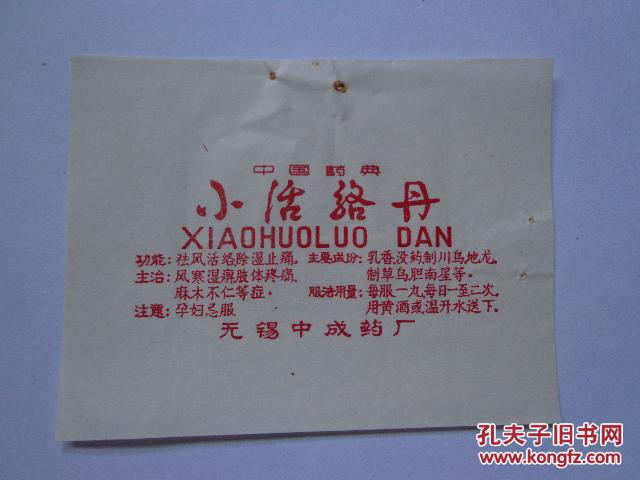 中国药典
小活络丹
XIAOHUOLUO DAN
功能：祛风活络除湿止痛。
主治：风寒湿痹肢体疼痛、
麻木不仁等症。
注意：孕妇忌服
主要成份：乳香、没药、制川乌、地龙、
制草乌、胆南星等。
服法用量：每服一丸，每日一至二次，
用黄酒或温开水送下。
无锡中成药厂
孔夫子旧书网
www.kongfz.com